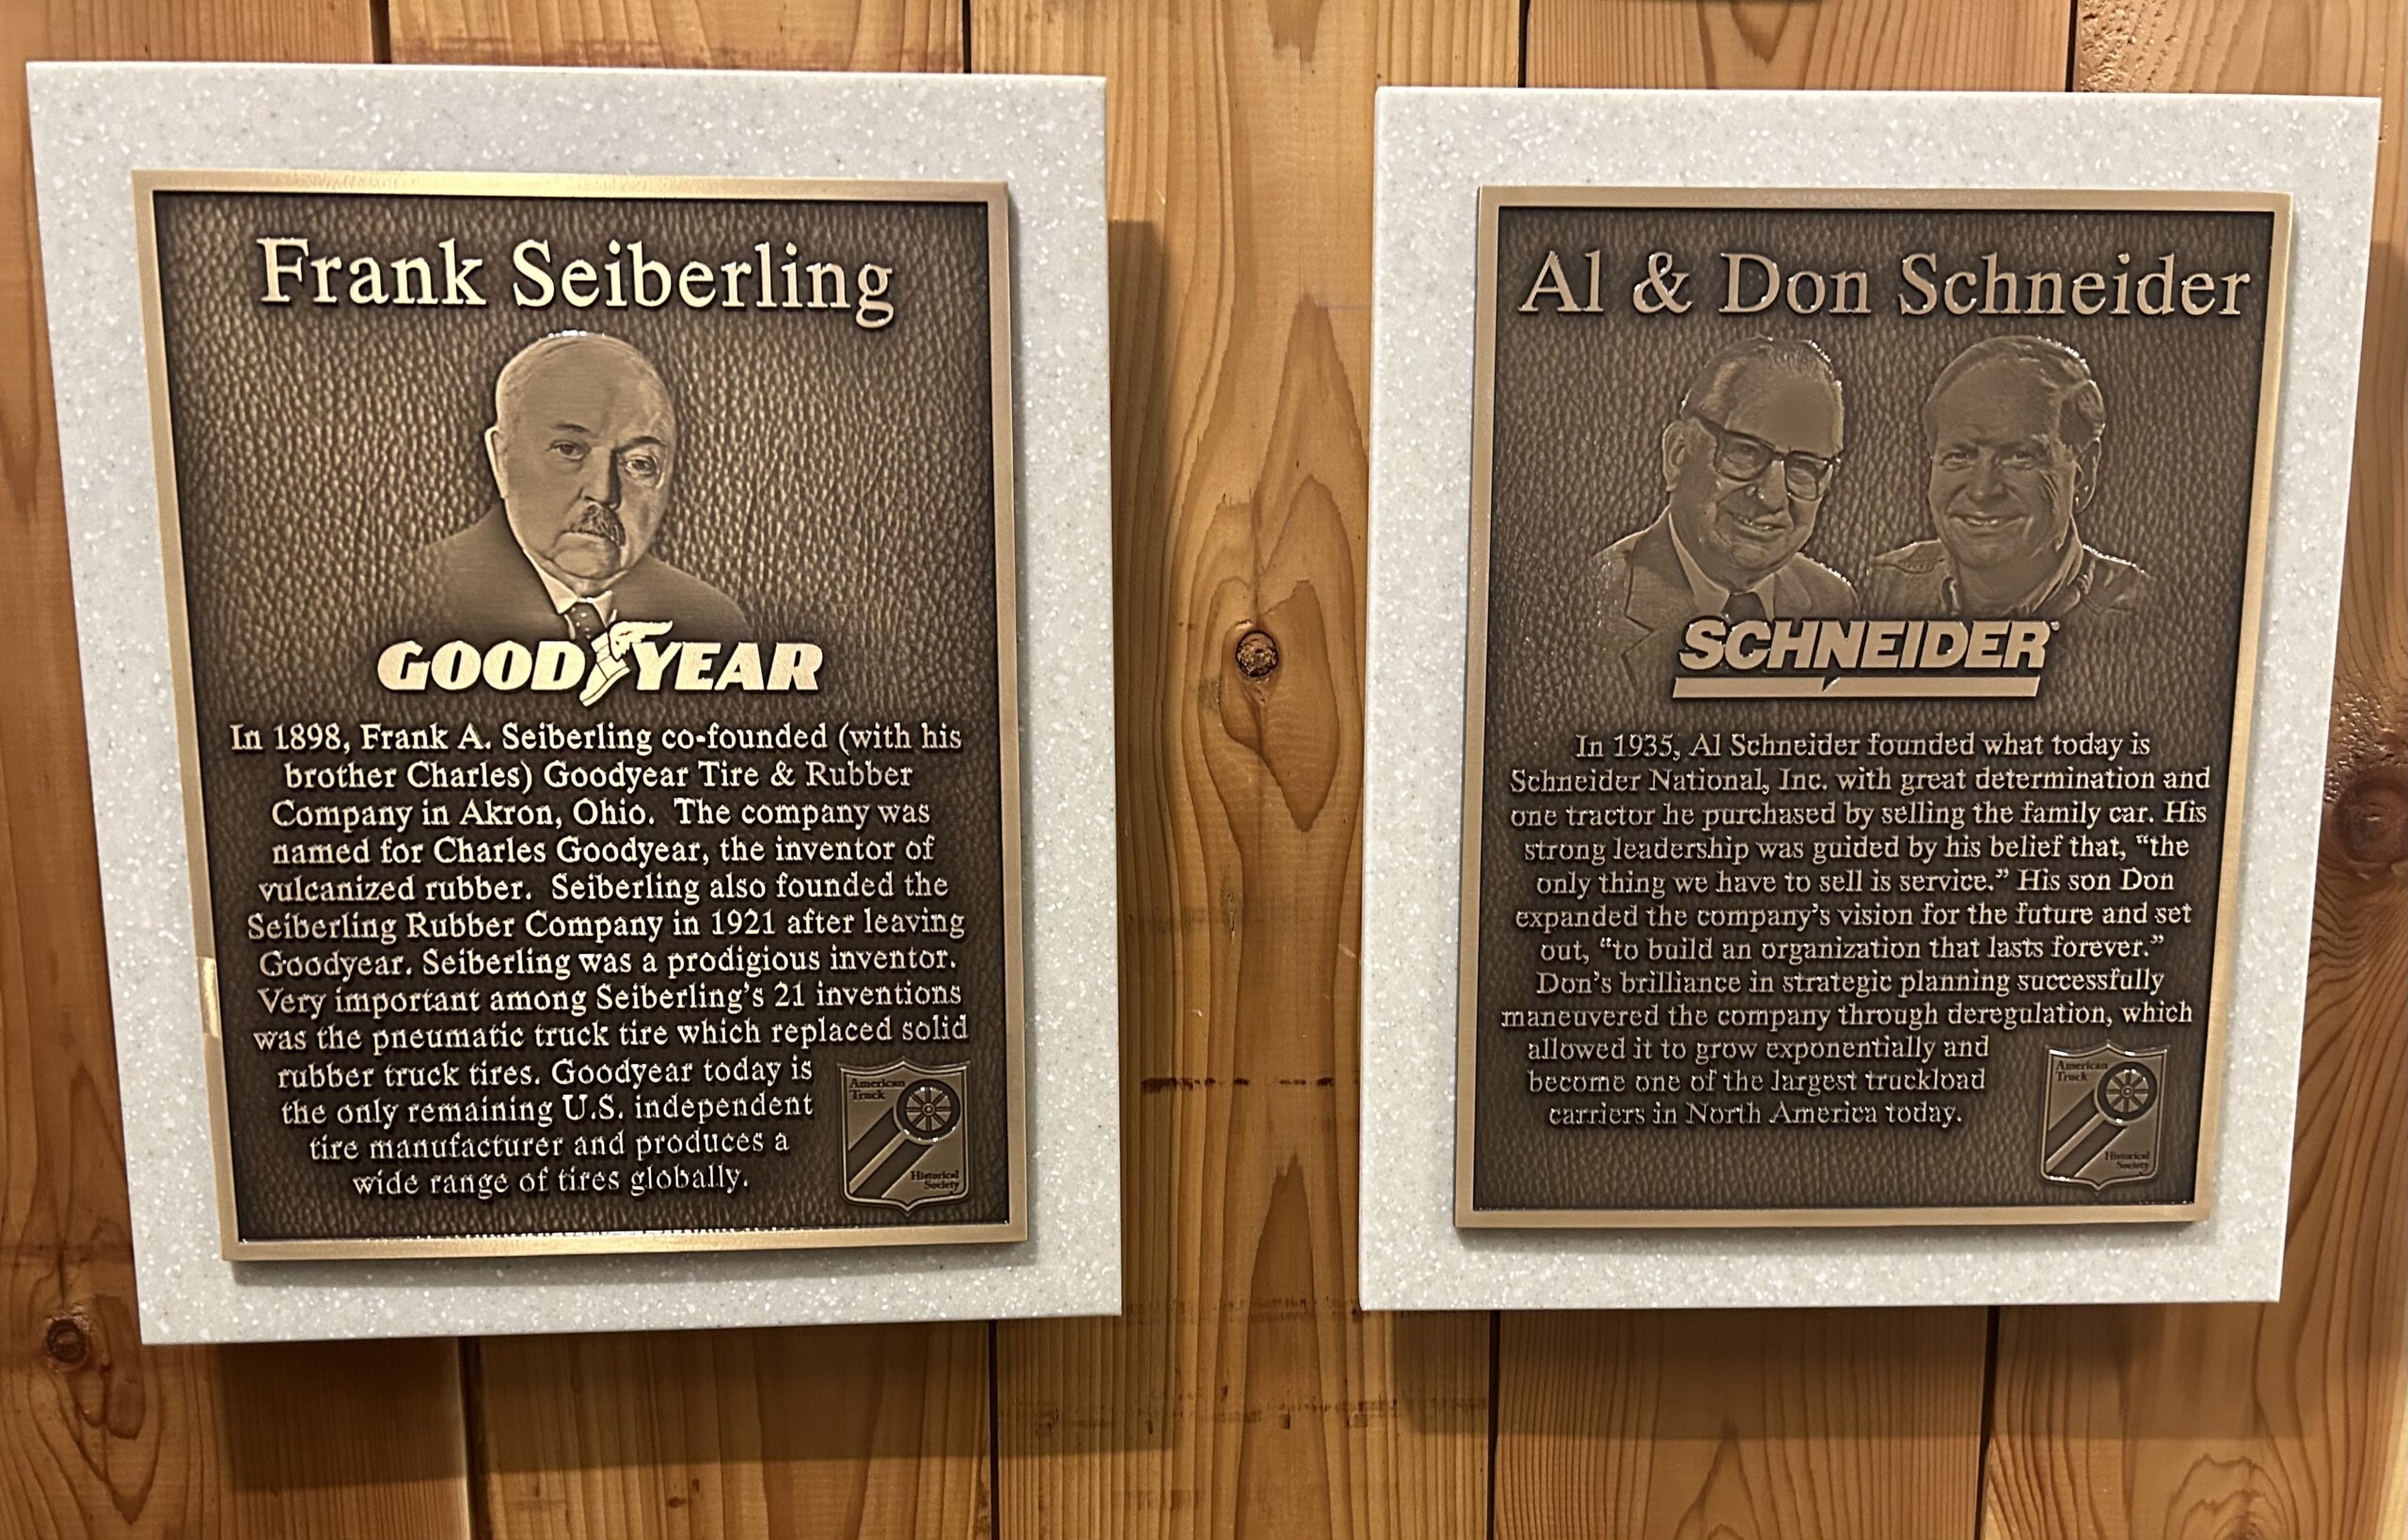 Frank Seiberling
GOODYEAR
In 1898, Frank A. Seiberling co-founded (with his
brother Charles) Goodyear Tire & Rubber
Company in Akron, Ohio. The company was
named for Charles Goodyear, the inventor of
vulcanized rubber. Seiberling also founded the
Seiberling Rubber Company in 1921 after leaving
Goodyear. Seiberling was a prodigious inventor.
Very important among Seiberling's 21 inventions
was the pneumatic truck tire which replaced solid
rubber truck tires. Goodyear today is
the only remaining U.S. independent
tire manufacturer and produces a
wide range of tires globally.
American
Truck
Historical
Society
Al & Don Schneider
SCHNEIDER
In 1935, Al Schneider founded what today is
Schneider National, Inc. with great determination and
one tractor he purchased by selling the family car. His
strong leadership was guided by his belief that, “the
only thing we have to sell is service.” His son Don
expanded the company's vision for the future and set
out, “to build an organization that lasts forever.”
Don's brilliance in strategic planning successfully
maneuvered the company through deregulation, which
allowed it to grow exponentially and
become one of the largest truckload
carriers in North America today.
American
Truck
Historical
Society